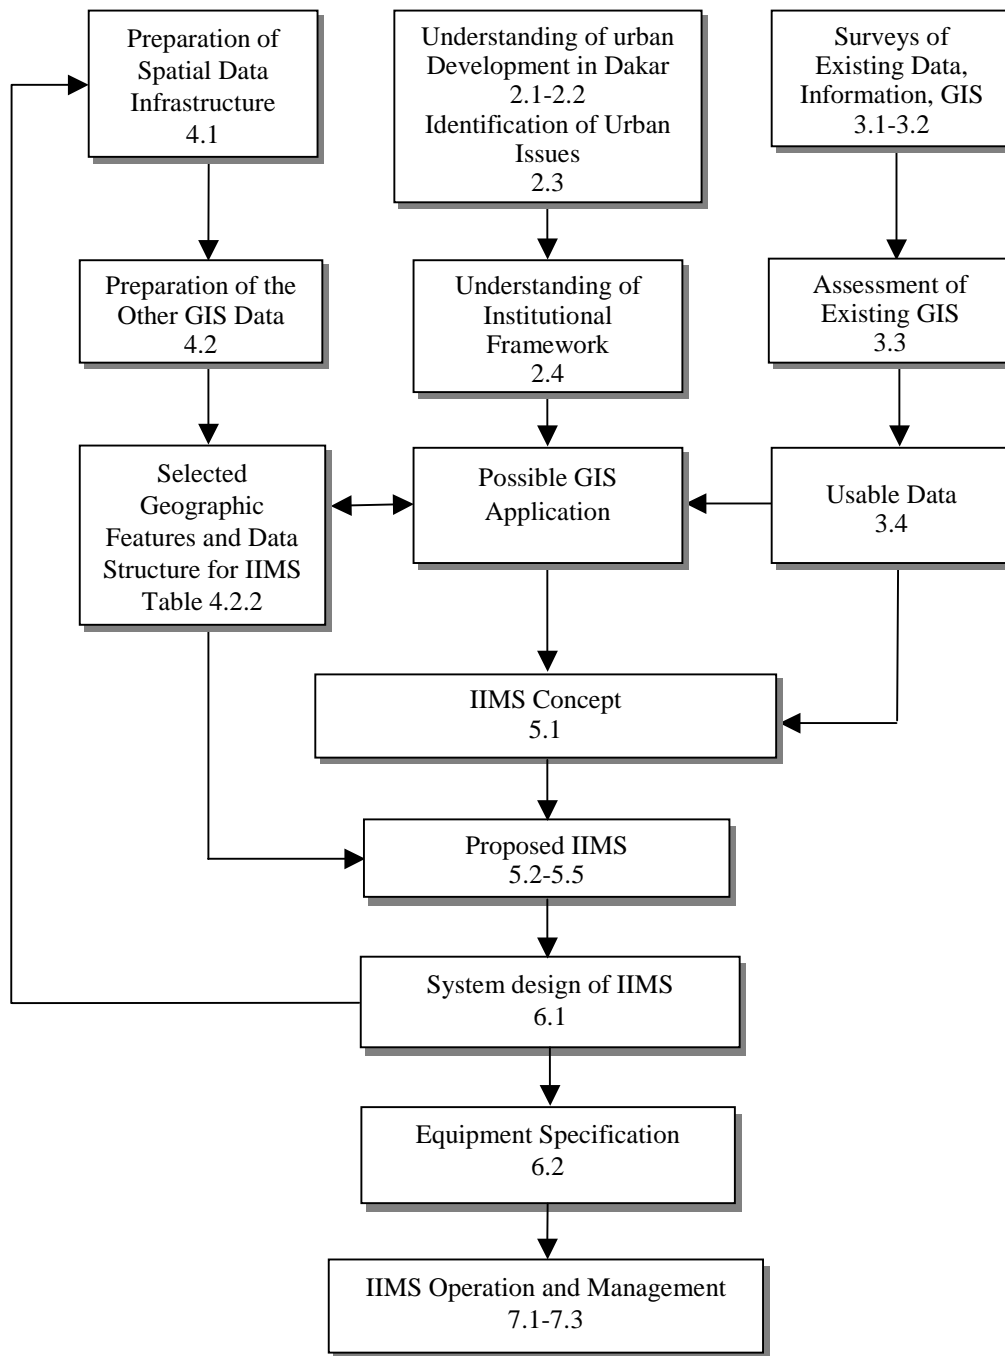 Preparation of
Spatial Data
Infrastructure
4.1
Understanding of urban
Development in Dakar
2.1-2.2
Identification of Urban
Issues
2.3
Surveys of
Existing Data,
Information, GIS
3.1-3.2
Preparation of the
Other GIS Data
4.2
Understanding of
Institutional
Framework
2.4
Assessment of
Existing GIS
3.3
Selected
Geographic
Features and Data
Structure for IIMS
Table 4.2.2
Possible GIS
Application
Usable Data
3.4
IIMS Concept
5.1
Proposed IIMS
5.2-5.5
System design of IIMS
6.1
Equipment Specification
6.2
IIMS Operation and Management
7.1-7.3